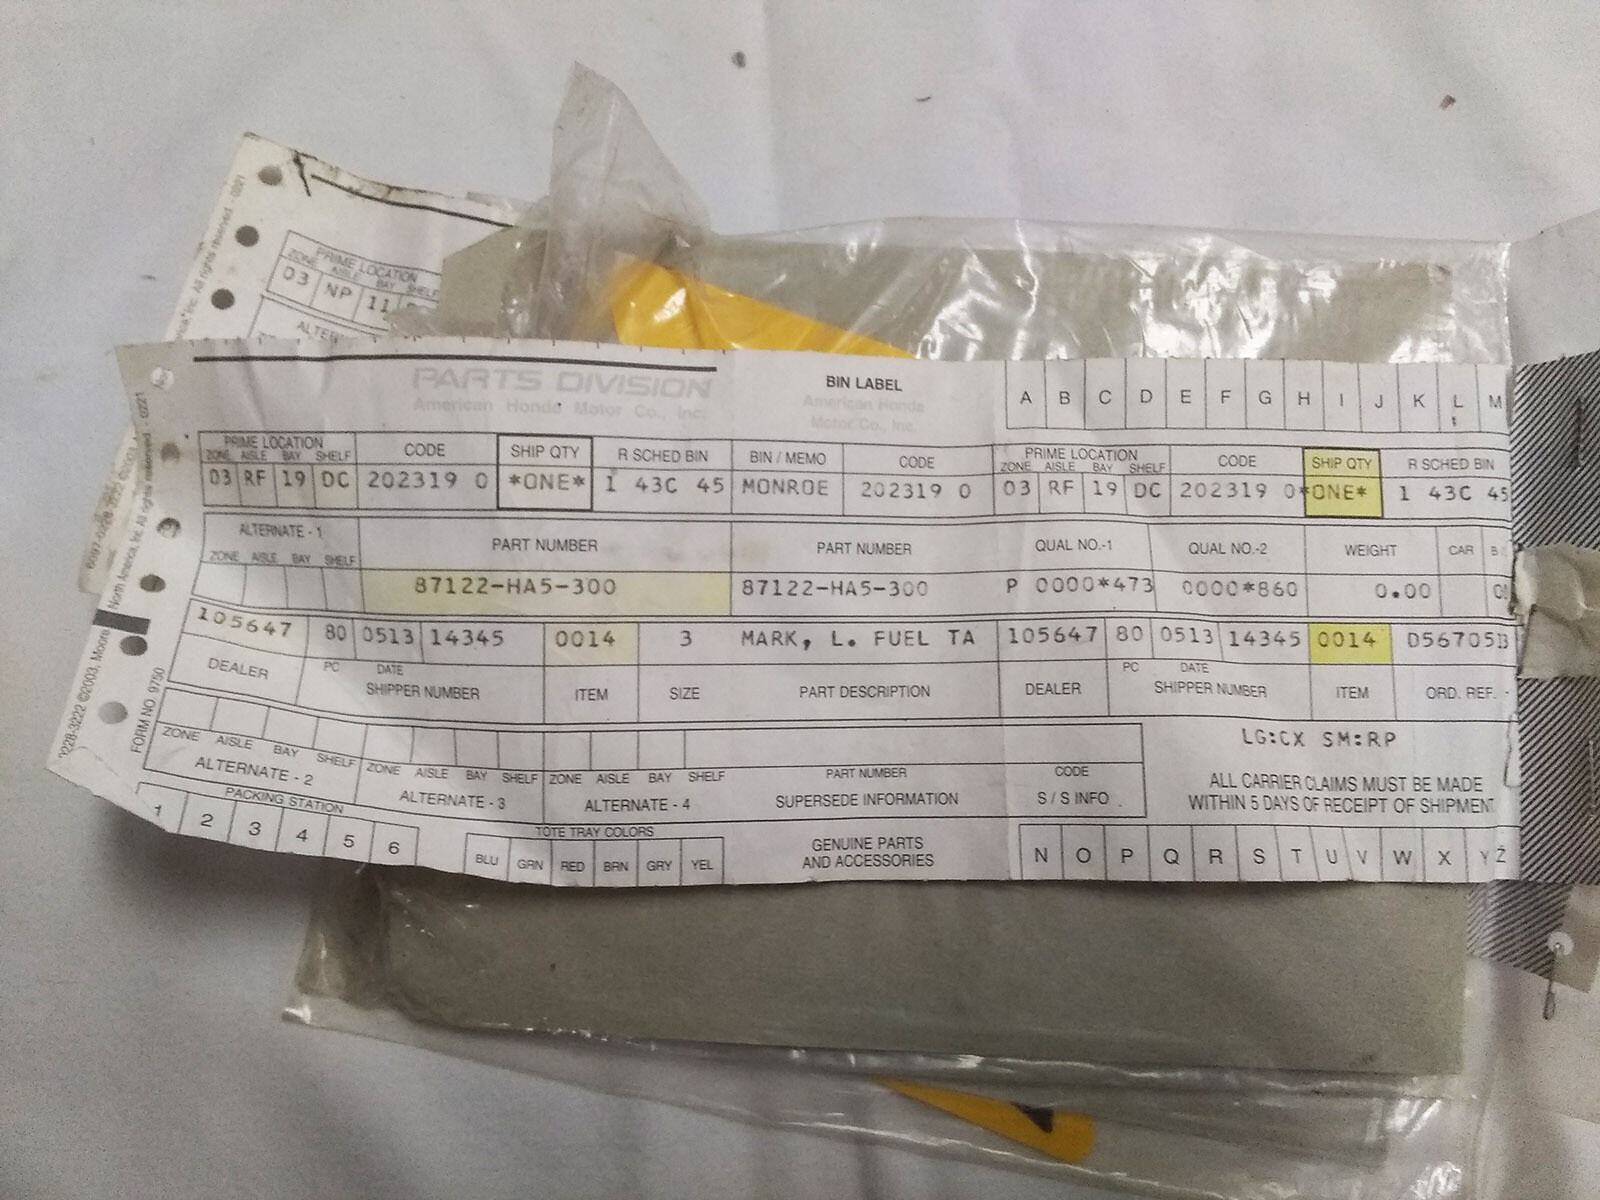 PRIME LOCATION
ZONE AISLE BAY SHELF
03 NP 11
PARTS DIVISION
American Honda Motor Co., Inc.
BIN LABEL
American Honda
Motor Co., Inc.
A B C D E F G H I J K L M
PRIME LOCATION CODE SHIP QTY R SCHED BIN BIN / MEMO CODE PRIME LOCATION CODE SHIP QTY R SCHED BIN
ZONE AISLE BAY SHELF ZONE AISLE BAY SHELF
03 RF 19 DC 202319 0 *ONE* 1 43C 45 MONROE 202319 0 03 RF 19 DC 202319 0 *ONE* 1 43C 45
ALTERNATE - 1 PART NUMBER PART NUMBER QUAL NO.-1 QUAL NO.-2 WEIGHT CAR
ZONE AISLE BAY SHELF
87122-HA5-300 87122-HA5-300 P 0000*473 0000*860 0.00
105647 80 0513 14345 0014 3 MARK, L. FUEL TA 105647 80 0513 14345 0014 D5670513
DEALER PC DATE SHIPPER NUMBER ITEM SIZE PART DESCRIPTION DEALER PC DATE SHIPPER NUMBER ITEM ORD. REF.
ZONE AISLE BAY SHELF ZONE AISLE BAY SHELF ZONE AISLE BAY SHELF PART NUMBER CODE
ALTERNATE - 2 ALTERNATE - 3 ALTERNATE - 4 SUPERSEDE INFORMATION S / S INFO
LG:CX SM:RP
ALL CARRIER CLAIMS MUST BE MADE
WITHIN 5 DAYS OF RECEIPT OF SHIPMENT.
PACKING STATION
1 2 3 4 5 6
TOTE TRAY COLORS
BLU GRN RED BRN GRY YEL
GENUINE PARTS
AND ACCESSORIES
N O P Q R S T U V W X Y Z
FORM NO 9750